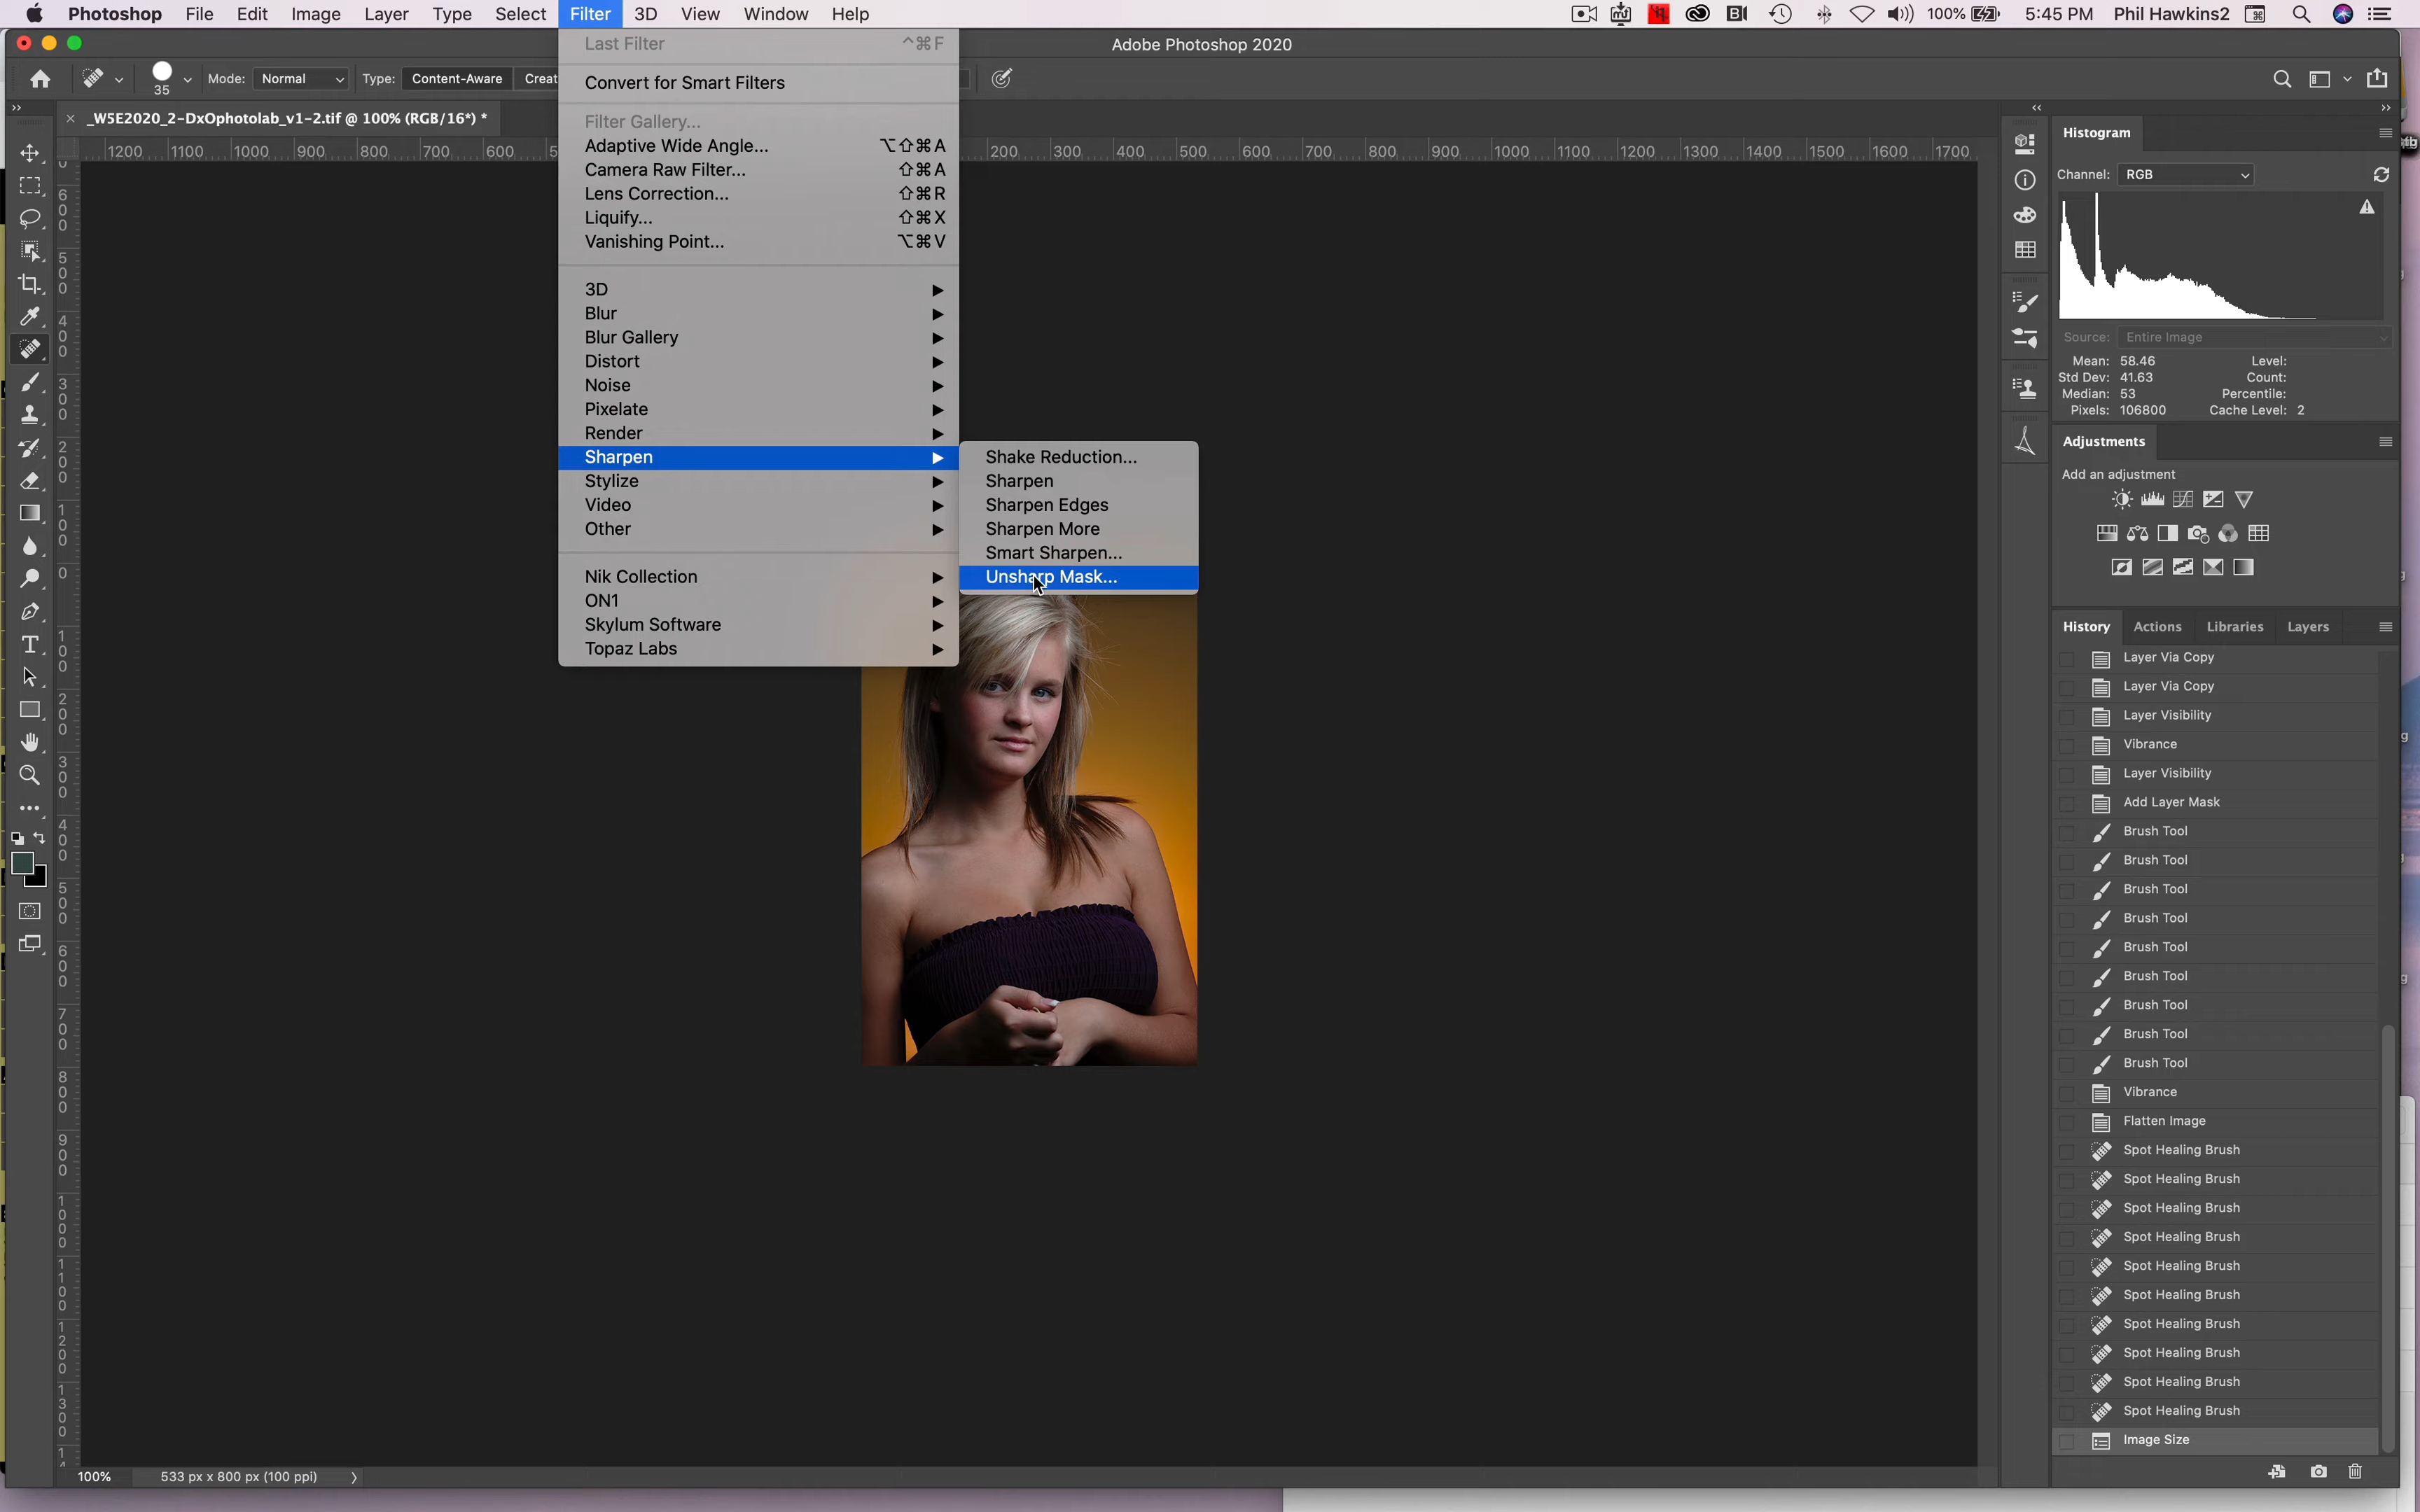 Photoshop File Edit Image Layer Type Select Filter 3D View Window Help 100% 5:45 PM Phil Hawkins2
Adobe Photoshop 2020
35 Mode: Normal Type: Content-Aware Creat
_W5E2020_2-DxOphotolab_v1-2.tif @ 100% (RGB/16*) *
1200 1100 1000 900 800 700 600 5 200 300 400 500 600 700 800 900 1000 1100 1200 1300 1400 1500 1600 1700
Last Filter ^⌘F
Convert for Smart Filters
Filter Gallery...
Adaptive Wide Angle... ⌥⇧⌘A
Camera Raw Filter... ⇧⌘A
Lens Correction... ⇧⌘R
Liquify... ⇧⌘X
Vanishing Point... ⌥⌘V
3D
Blur
Blur Gallery
Distort
Noise
Pixelate
Render
Sharpen
Stylize
Video
Other
Nik Collection
ON1
Skylum Software
Topaz Labs
Shake Reduction...
Sharpen
Sharpen Edges
Sharpen More
Smart Sharpen...
Unsharp Mask...
Histogram
Channel: RGB
Source: Entire Image
Mean: 58.46 Level:
Std Dev: 41.63 Count:
Median: 53 Percentile:
Pixels: 106800 Cache Level: 2
Adjustments
Add an adjustment
History Actions Libraries Layers
Layer Via Copy
Layer Via Copy
Layer Visibility
Vibrance
Layer Visibility
Add Layer Mask
Brush Tool
Brush Tool
Brush Tool
Brush Tool
Brush Tool
Brush Tool
Brush Tool
Brush Tool
Brush Tool
Vibrance
Flatten Image
Spot Healing Brush
Spot Healing Brush
Spot Healing Brush
Spot Healing Brush
Spot Healing Brush
Spot Healing Brush
Spot Healing Brush
Spot Healing Brush
Spot Healing Brush
Spot Healing Brush
Image Size
100% 533 px x 800 px (100 ppi)